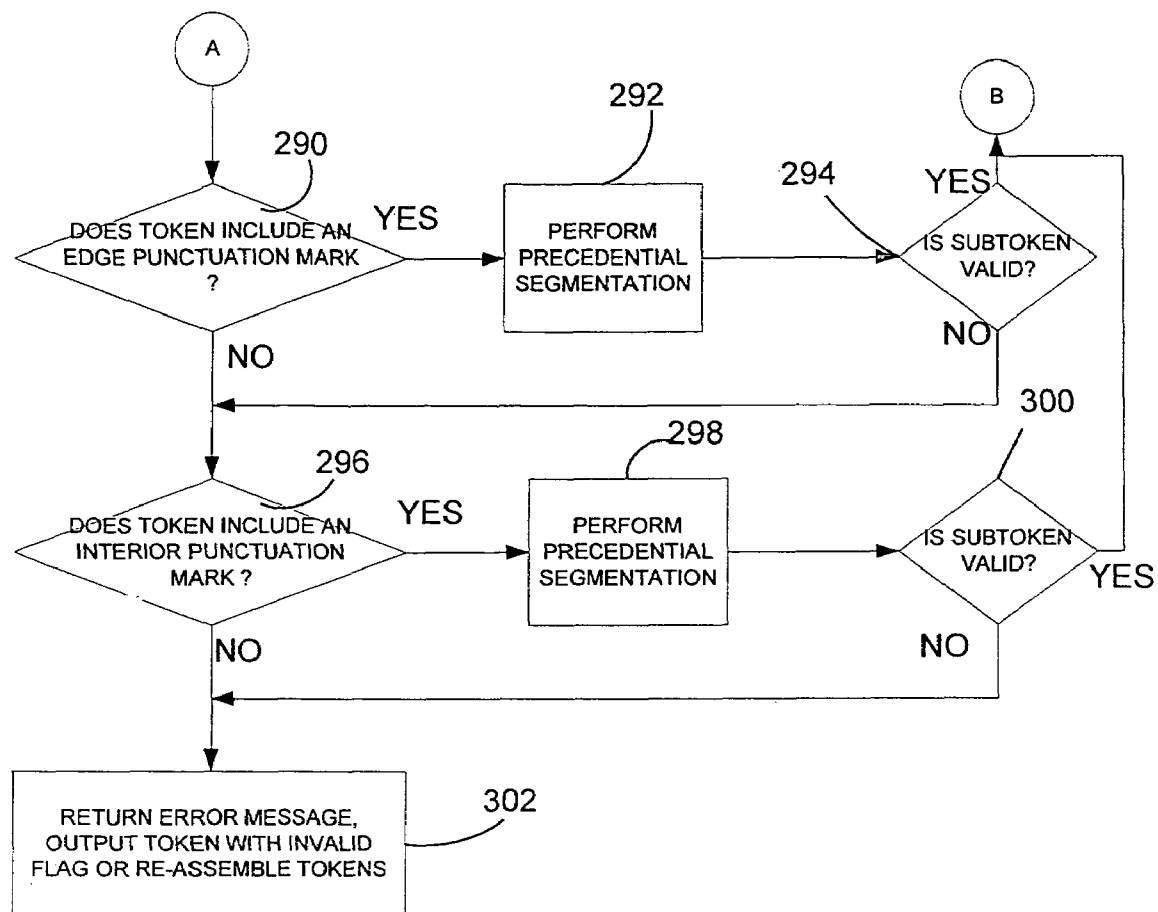 A
B
290
292
294
DOES TOKEN INCLUDE AN
EDGE PUNCTUATION MARK
?
YES
PERFORM
PRECEDENTIAL
SEGMENTATION
YES
IS SUBTOKEN
VALID?
NO
NO
296
298
300
DOES TOKEN INCLUDE AN
INTERIOR PUNCTUATION
MARK ?
YES
PERFORM
PRECEDENTIAL
SEGMENTATION
IS SUBTOKEN
VALID?
YES
NO
NO
RETURN ERROR MESSAGE,
OUTPUT TOKEN WITH INVALID
FLAG OR RE-ASSEMBLE TOKENS
302